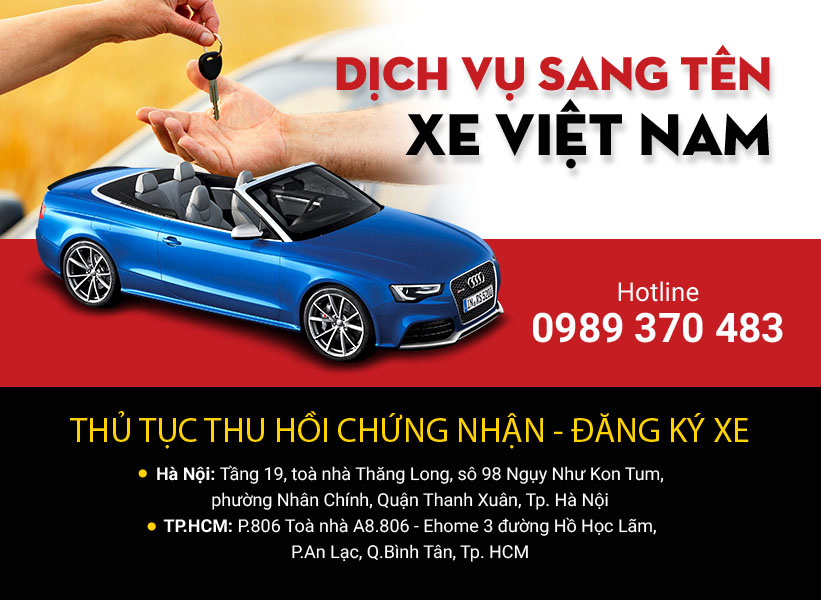 DỊCH VỤ SANG TÊN
XE VIỆT NAM
Hotline
0989 370 483
THỦ TỤC THU HỒI CHỨNG NHẬN - ĐĂNG KÝ XE
Hà Nội: Tầng 19, toà nhà Thăng Long, sô 98 Ngụy Như Kon Tum,
phường Nhân Chính, Quận Thanh Xuân, Tp. Hà Nội
TP.HCM: P.806 Toà nhà A8.806 - Ehome 3 đường Hồ Học Lãm,
P.An Lạc, Q.Bình Tân, Tp. HCM